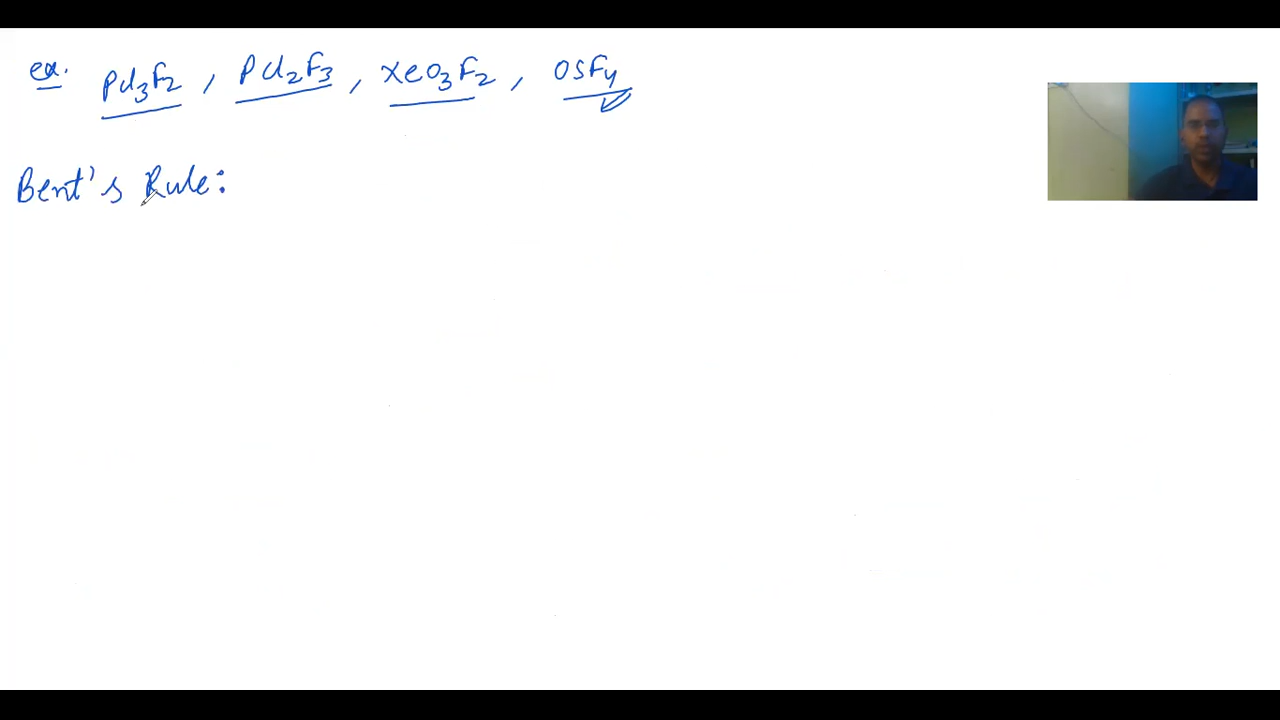 ex. PCl3F2, PCl2F3, XeO3F2, OSF4
Bent's Rule: